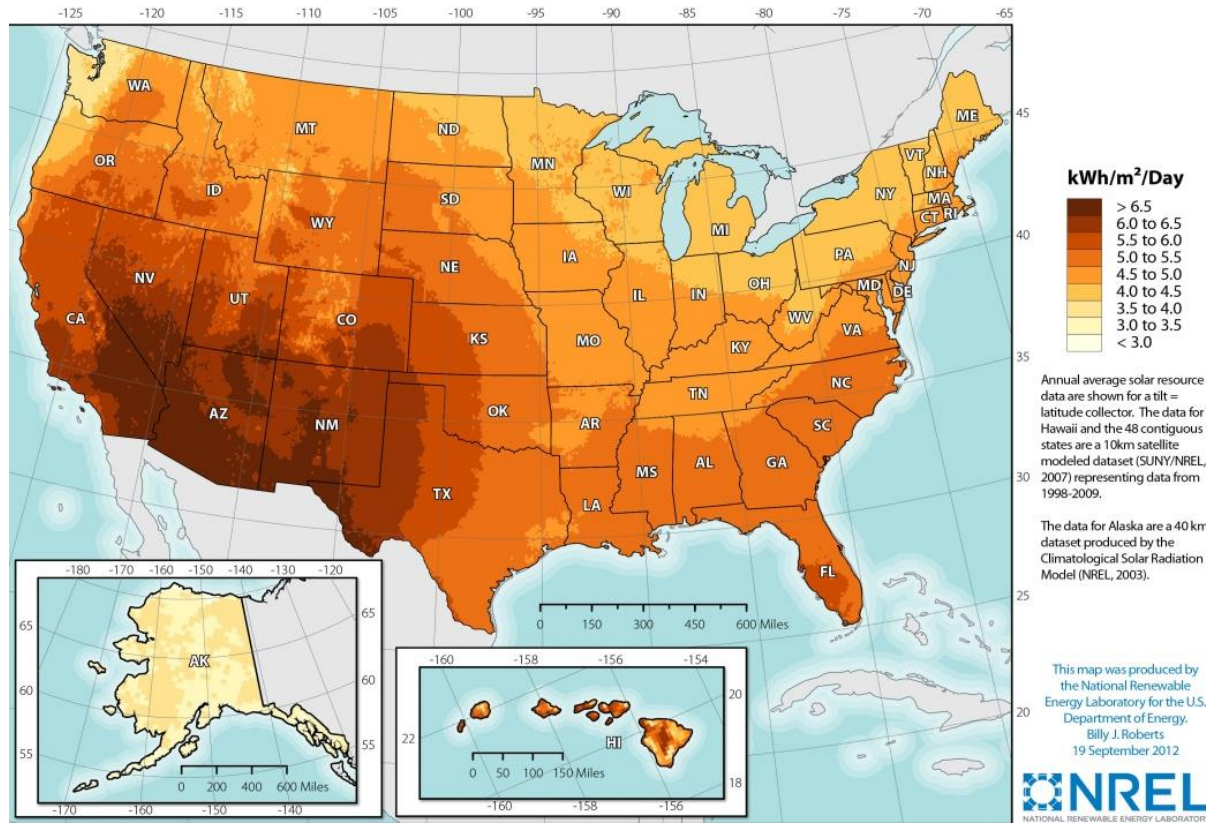 -125 -120 -115 -110 -105 -100 -95 -90 -85 -80 -75 -70 -65
WA
MT
ND
MN
ME
OR
ID
WY
SD
WI
MI
VT
NH
NY
MA
CT RI
45
40
35
30
25
20
NV
UT
CO
NE
IA
IL
IN
OH
PA
NJ
MD
DE
WV
VA
CA
AZ
NM
KS
MO
KY
TN
NC
OK
AR
SC
TX
LA
MS
AL
GA
FL
0 150 300 450 600 Miles
-180 -170 -160 -150 -140 -130 -120
65 65
60 60
55 55
AK
0 200 400 600 Miles
-170 -160 -150 -140
-160 -158 -156 -154
20
22
18
HI
0 50 100 150 Miles
-160 -156
kWh/m²/Day
> 6.5
6.0 to 6.5
5.5 to 6.0
5.0 to 5.5
4.5 to 5.0
4.0 to 4.5
3.5 to 4.0
3.0 to 3.5
< 3.0
Annual average solar resource
data are shown for a tilt =
latitude collector. The data for
Hawaii and the 48 contiguous
states are a 10km satellite
modeled dataset (SUNY/NREL,
2007) representing data from
1998-2009.
The data for Alaska are a 40 km
dataset produced by the
Climatological Solar Radiation
Model (NREL, 2003).
This map was produced by
the National Renewable
Energy Laboratory for the U.S.
Department of Energy.
Billy J. Roberts
19 September 2012
NREL
NATIONAL RENEWABLE ENERGY LABORATORY